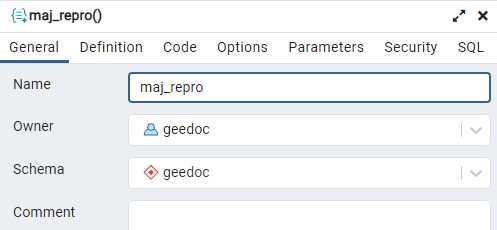 maj_repro()
General Definition Code Options Parameters Security SQL
Name maj_repro
Owner geedoc
Schema geedoc
Comment